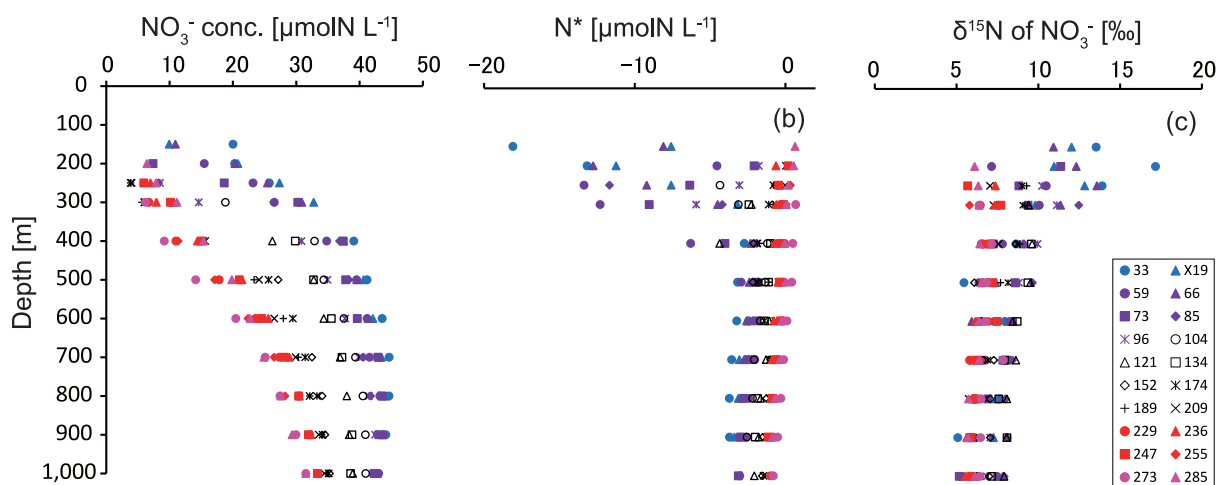 NO₃⁻ conc. [µmolN L⁻¹]
N* [µmolN L⁻¹]
δ¹⁵N of NO₃⁻ [‰]
0 10 20 30 40 50
−20 −10 0
0 5 10 15 20
Depth [m]
0
100
200
300
400
500
600
700
800
900
1,000
(b)
(c)
33 X19
59 66
73 85
96 104
121 134
152 174
189 209
229 236
247 255
273 285